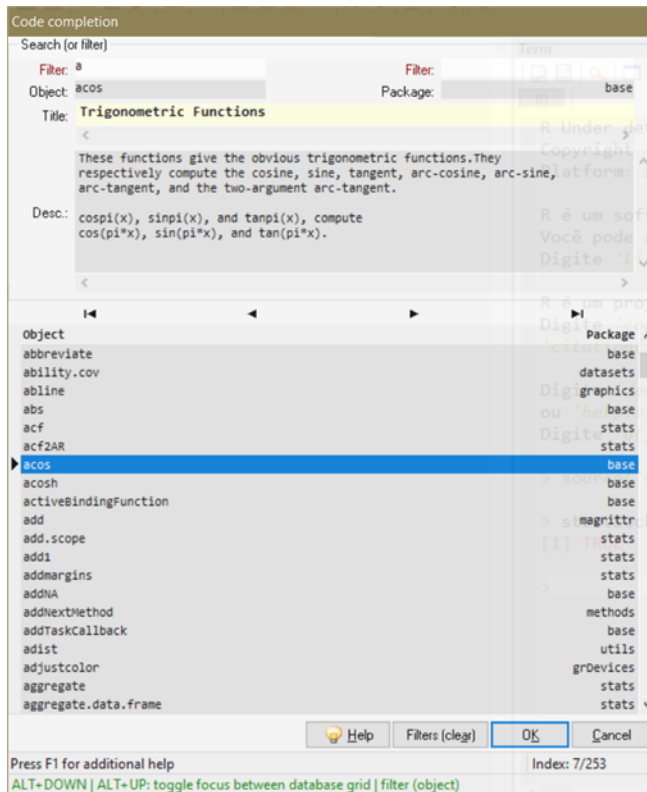 Code completion
Search (or filter)
Filter: a Filter:
Object: acos Package: base
Title: Trigonometric Functions
These functions give the obvious trigonometric functions.They
respectively compute the cosine, sine, tangent, arc-cosine, arc-sine,
arc-tangent, and the two-argument arc-tangent.
Desc.: cospi(x), sinpi(x), and tanpi(x), compute
cos(pi*x), sin(pi*x), and tan(pi*x).
Object Package
abbreviate base
ability.cov datasets
abline graphics
abs base
acf stats
acf2AR stats
acos base
acosh base
activeBindingFunction base
add magrittr
add.scope stats
add1 stats
addmargins stats
addNA base
addNextMethod methods
addTaskCallback base
adist utils
adjustcolor grDevices
aggregate stats
aggregate.data.frame stats
Help Filters (clear) OK Cancel
Press F1 for additional help Index: 7/253
ALT+DOWN | ALT+UP: toggle focus between database grid | filter (object)
Term
IO
R Under de
Copyright
Platform:
R é um sof
Você pode
Digite
R é um pro
Digite
Digite
ou
Digite
> sourc
>
[1]
>